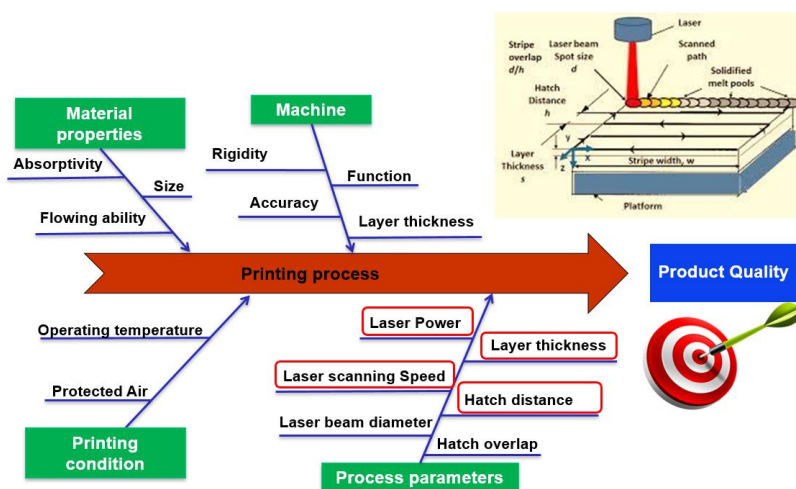 Laser
Stripe
overlap
d/h
Laser beam
Spot size
d
Scanned
path
Solidified
melt pools
Hatch
Distance
h
Layer
Thickness
s
y
x
z
Stripe width, w
Platform
Material
properties
Machine
Absorptivity
Size
Flowing ability
Rigidity
Function
Accuracy
Layer thickness
Printing process
Product Quality
Operating temperature
Protected Air
Printing
condition
Laser Power
Layer thickness
Laser scanning Speed
Hatch distance
Laser beam diameter
Hatch overlap
Process parameters